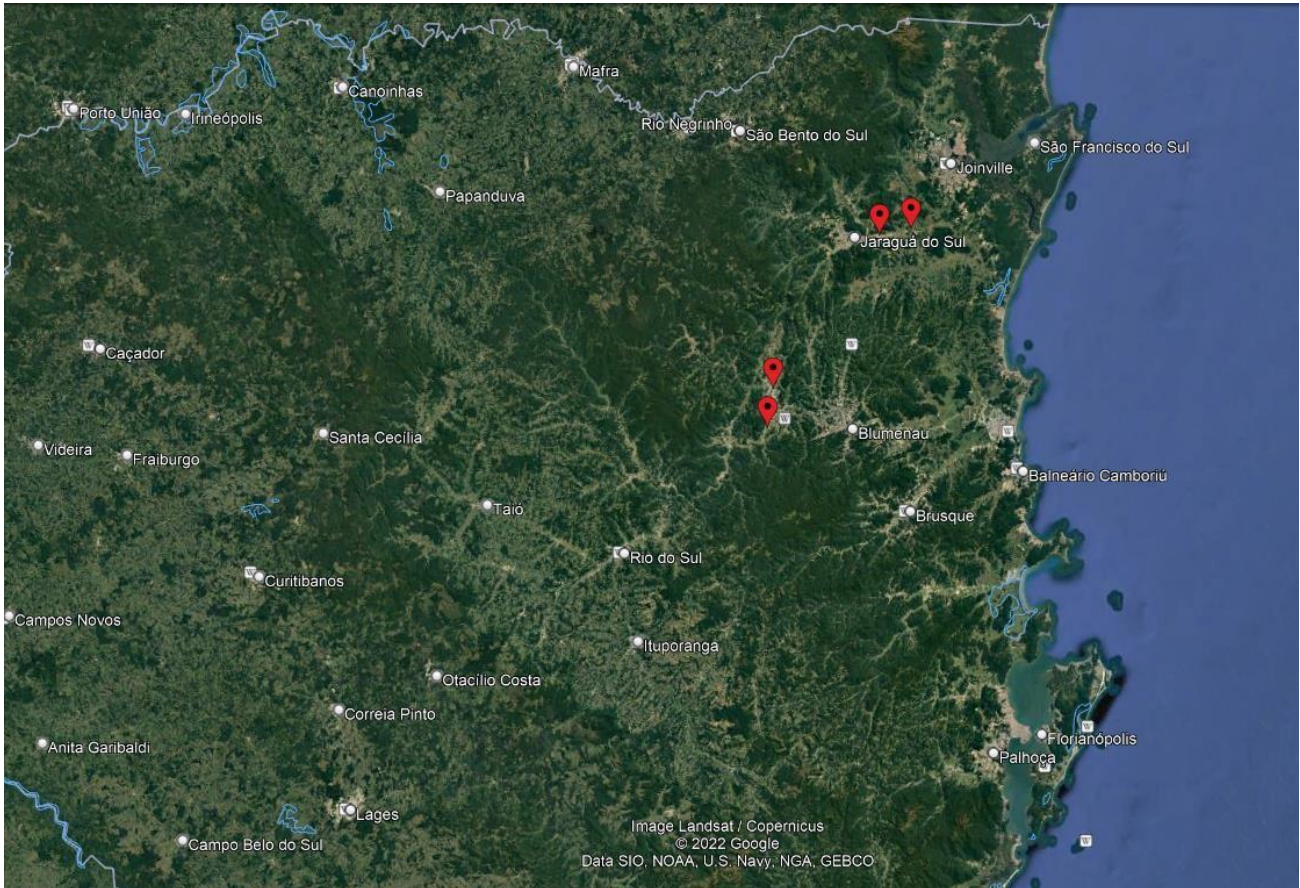 Mafra
Canoinhas
Porto União
Irineópolis
Rio Negrinho
São Bento do Sul
São Francisco do Sul
Joinville
Papanduva
Jaraguá do Sul
Caçador
Santa Cecília
Blumenau
Videira
Fraiburgo
Balneário Camboriú
Taió
Brusque
Rio do Sul
Curitibanos
Campos Novos
Ituporanga
Otacílio Costa
Correia Pinto
Florianópolis
Anita Garibaldi
Palhoça
Lages
Campo Belo do Sul
Image Landsat / Copernicus
© 2022 Google
Data SIO, NOAA, U.S. Navy, NGA, GEBCO